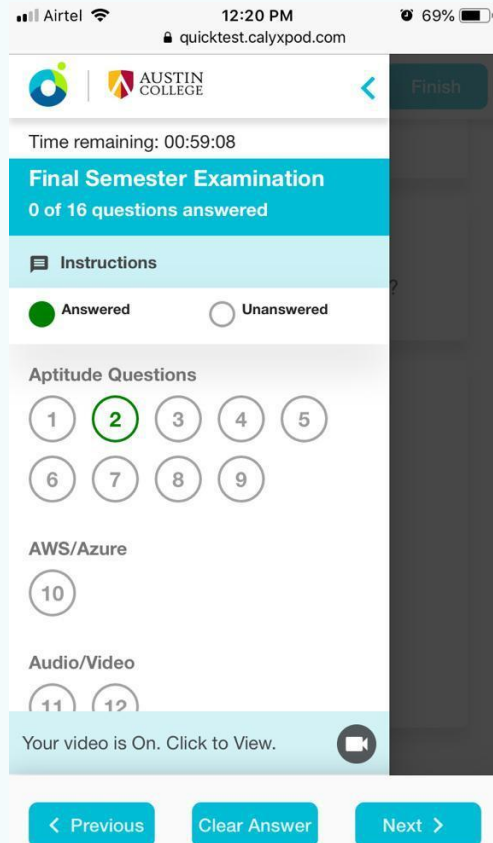 Airtel 12:20 PM 69%
quicktest.calyxpod.com
AUSTIN
COLLEGE
Finish
Time remaining: 00:59:08
Final Semester Examination
0 of 16 questions answered
Instructions
?
Answered Unanswered
Aptitude Questions
1 2 3 4 5
6 7 8 9
AWS/Azure
10
Audio/Video
11 12
Your video is On. Click to View.
Previous Clear Answer Next